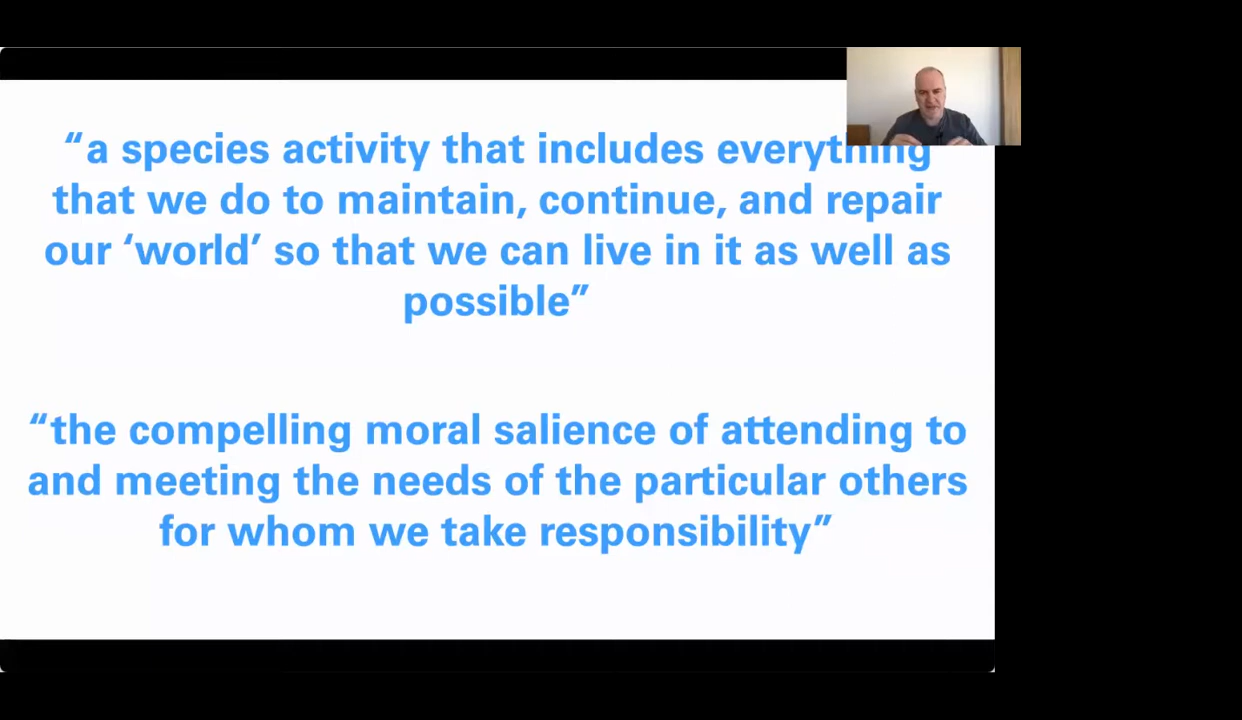 “a species activity that includes everything
that we do to maintain, continue, and repair
our ‘world’ so that we can live in it as well as
possible”
“the compelling moral salience of attending to
and meeting the needs of the particular others
for whom we take responsibility”